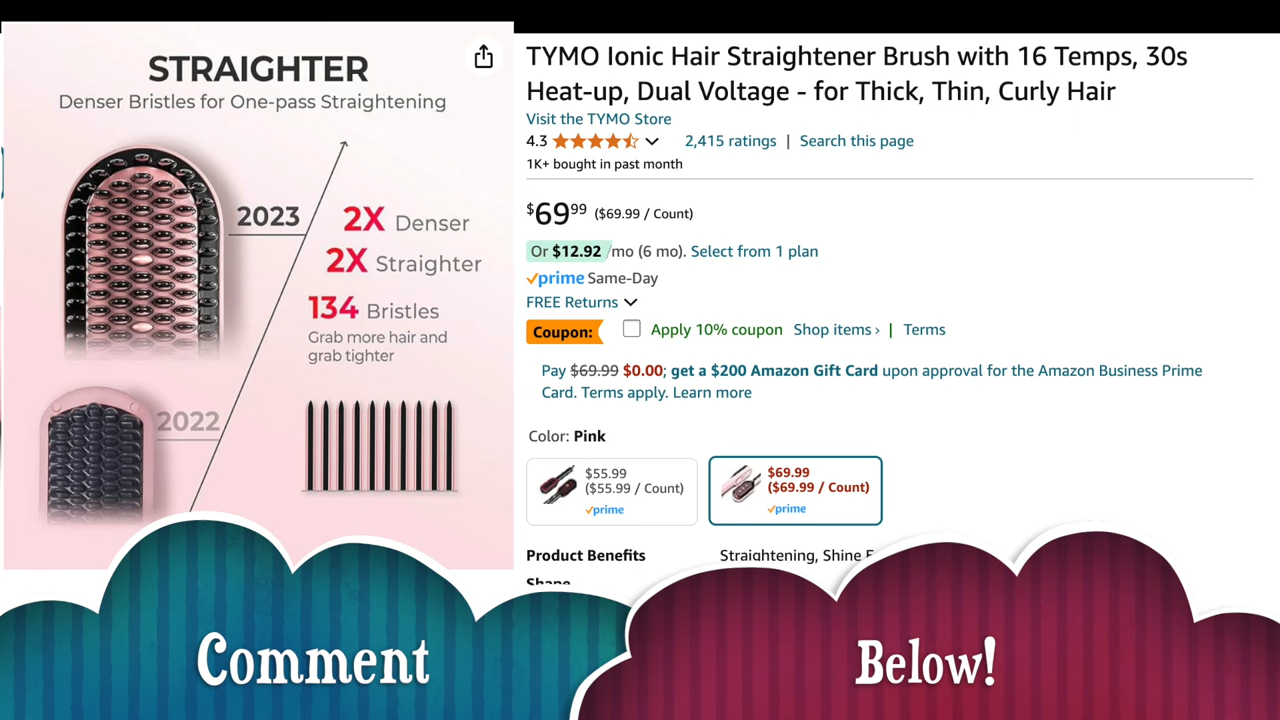 STRAIGHTER
Denser Bristles for One-pass Straightening
2023
2X Denser
2X Straighter
134 Bristles
Grab more hair and
grab tighter
2022
TYMO Ionic Hair Straightener Brush with 16 Temps, 30s
Heat-up, Dual Voltage - for Thick, Thin, Curly Hair
Visit the TYMO Store
4.3 2,415 ratings | Search this page
1K+ bought in past month
$69 99 ($69.99 / Count)
Or $12.92 /mo (6 mo). Select from 1 plan
prime Same-Day
FREE Returns
Coupon: Apply 10% coupon Shop items › | Terms
Pay $69.99 $0.00; get a $200 Amazon Gift Card upon approval for the Amazon Business Prime
Card. Terms apply. Learn more
Color: Pink
$55.99
($55.99 / Count)
prime
$69.99
($69.99 / Count)
prime
Product Benefits Straightening, Shine
Shape
Comment Below!